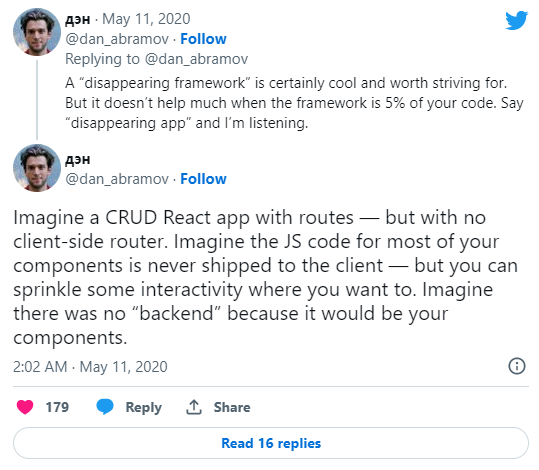 дэн · May 11, 2020
@dan_abramov · Follow
Replying to @dan_abramov
A “disappearing framework” is certainly cool and worth striving for.
But it doesn’t help much when the framework is 5% of your code. Say
“disappearing app” and I’m listening.
дэн
@dan_abramov · Follow
Imagine a CRUD React app with routes — but with no
client-side router. Imagine the JS code for most of your
components is never shipped to the client — but you can
sprinkle some interactivity where you want to. Imagine
there was no “backend” because it would be your
components.
2:02 AM · May 11, 2020
179 Reply Share
Read 16 replies